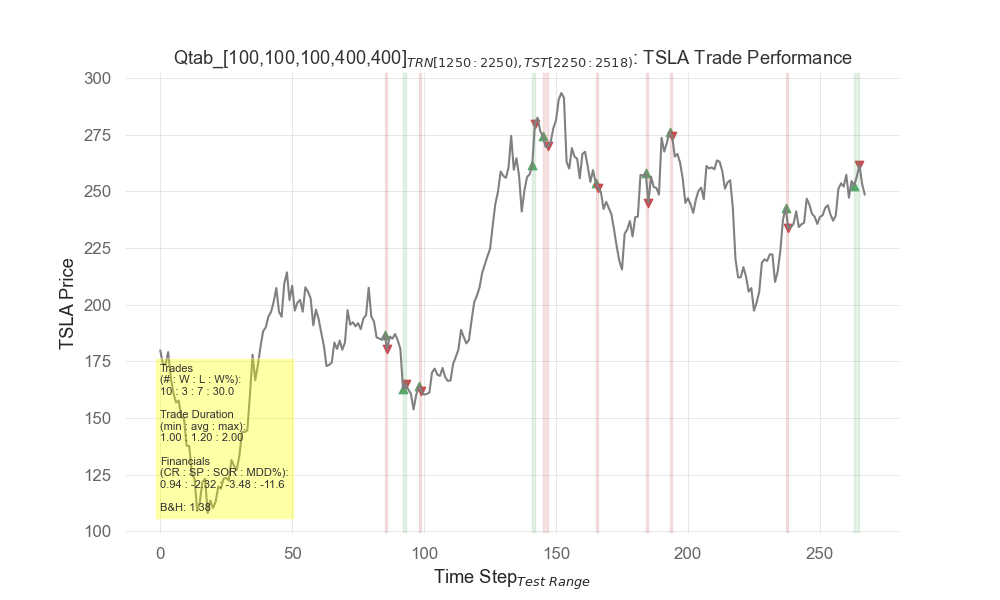 Qtab_[100,100,100,400,400]TRN[1250:2250),TST[2250:2518): TSLA Trade Performance
300
275
250
225
200
175
150
125
100
TSLA Price
Trades
(# : W : L : W%):
10 : 3 : 7 : 30.0
Trade Duration
(min : avg : max):
1.00 : 1.20 : 2.00
Financials
(CR : SP : SOR : MDD%):
0.94 : -2.32 : -3.48 : -11.6
B&H: 1.38
0 50 100 150 200 250
Time StepTest Range